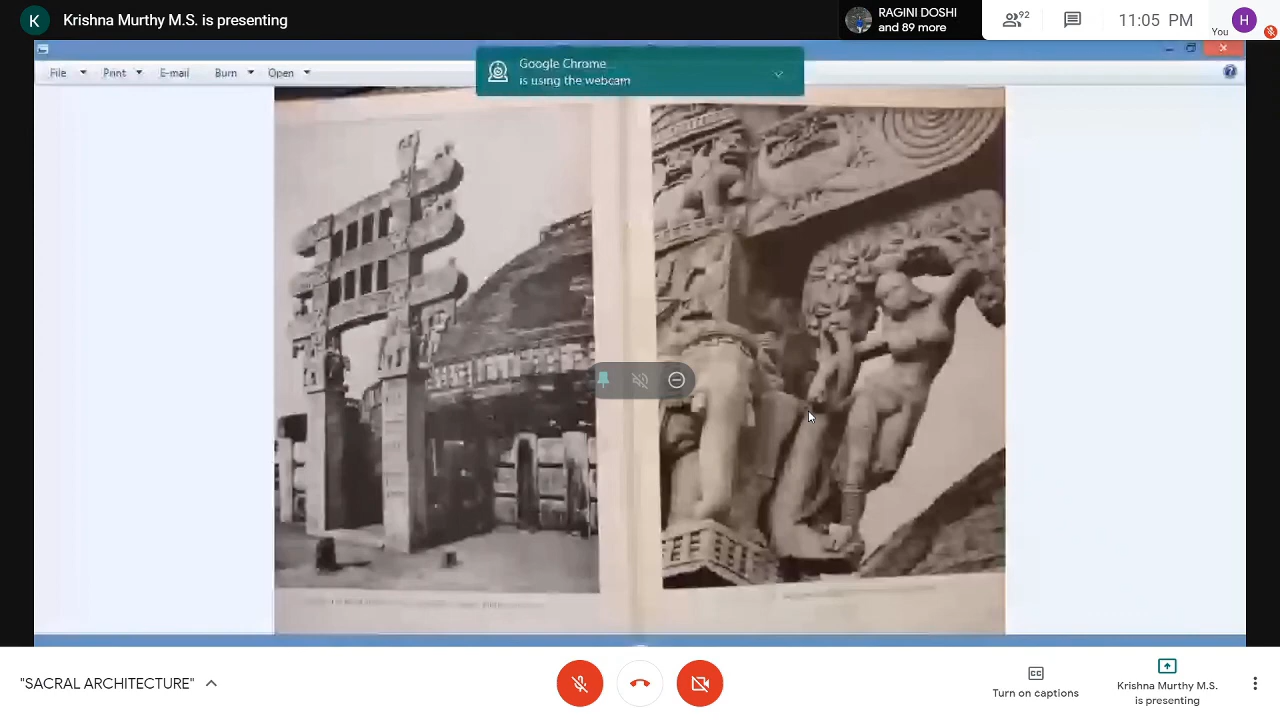 K
Krishna Murthy M.S. is presenting
RAGINI DOSHI
and 89 more
92
11:05 PM
You
H
File
Print
E-mail
Burn
Open
Google Chrome
is using the webcam
"SACRAL ARCHITECTURE"
CC
Turn on captions
Krishna Murthy M.S.
is presenting